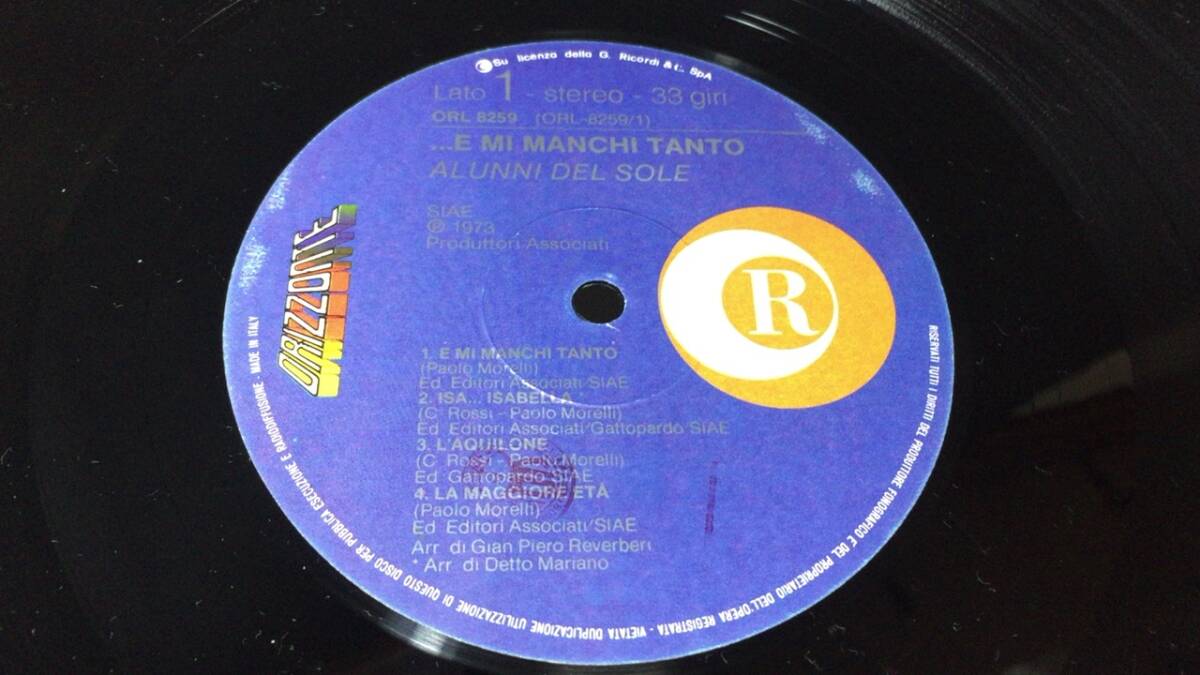 Su licenza della G. Ricordi & C. SpA
Lato 1 - stereo - 33 giri
ORL 8259 (ORL-8259/1)
...E MI MANCHI TANTO
ALUNNI DEL SOLE
SIAE
℗ 1973
Produttori Associati
ORIZZONTE
R
1. E MI MANCHI TANTO
(Paolo Morelli)
Ed Editori Associati/SIAE
2. ISA... ISABELLA
(C Rossi - Paolo Morelli)
Ed Editori Associati/Gattopardo SIAE
3. L'AQUILONE
(C Rossi - Paolo Morelli)
Ed Gattopardo SIAE
4. LA MAGGIORE ETÀ
(Paolo Morelli)
Ed Editori Associati/SIAE
Arr di Gian Piero Reverberi
* Arr di Detto Mariano
RISERVATI TUTTI I DIRITTI DEL PRODUTTORE FONOGRAFICO E DEL PROPRIETARIO DELL'OPERA REGISTRATA - VIETATA DUPLICAZIONE UTILIZZAZIONE DI QUESTO DISCO PER PUBBLICA ESECUZIONE E RADIODIFFUSIONE - MADE IN ITALY